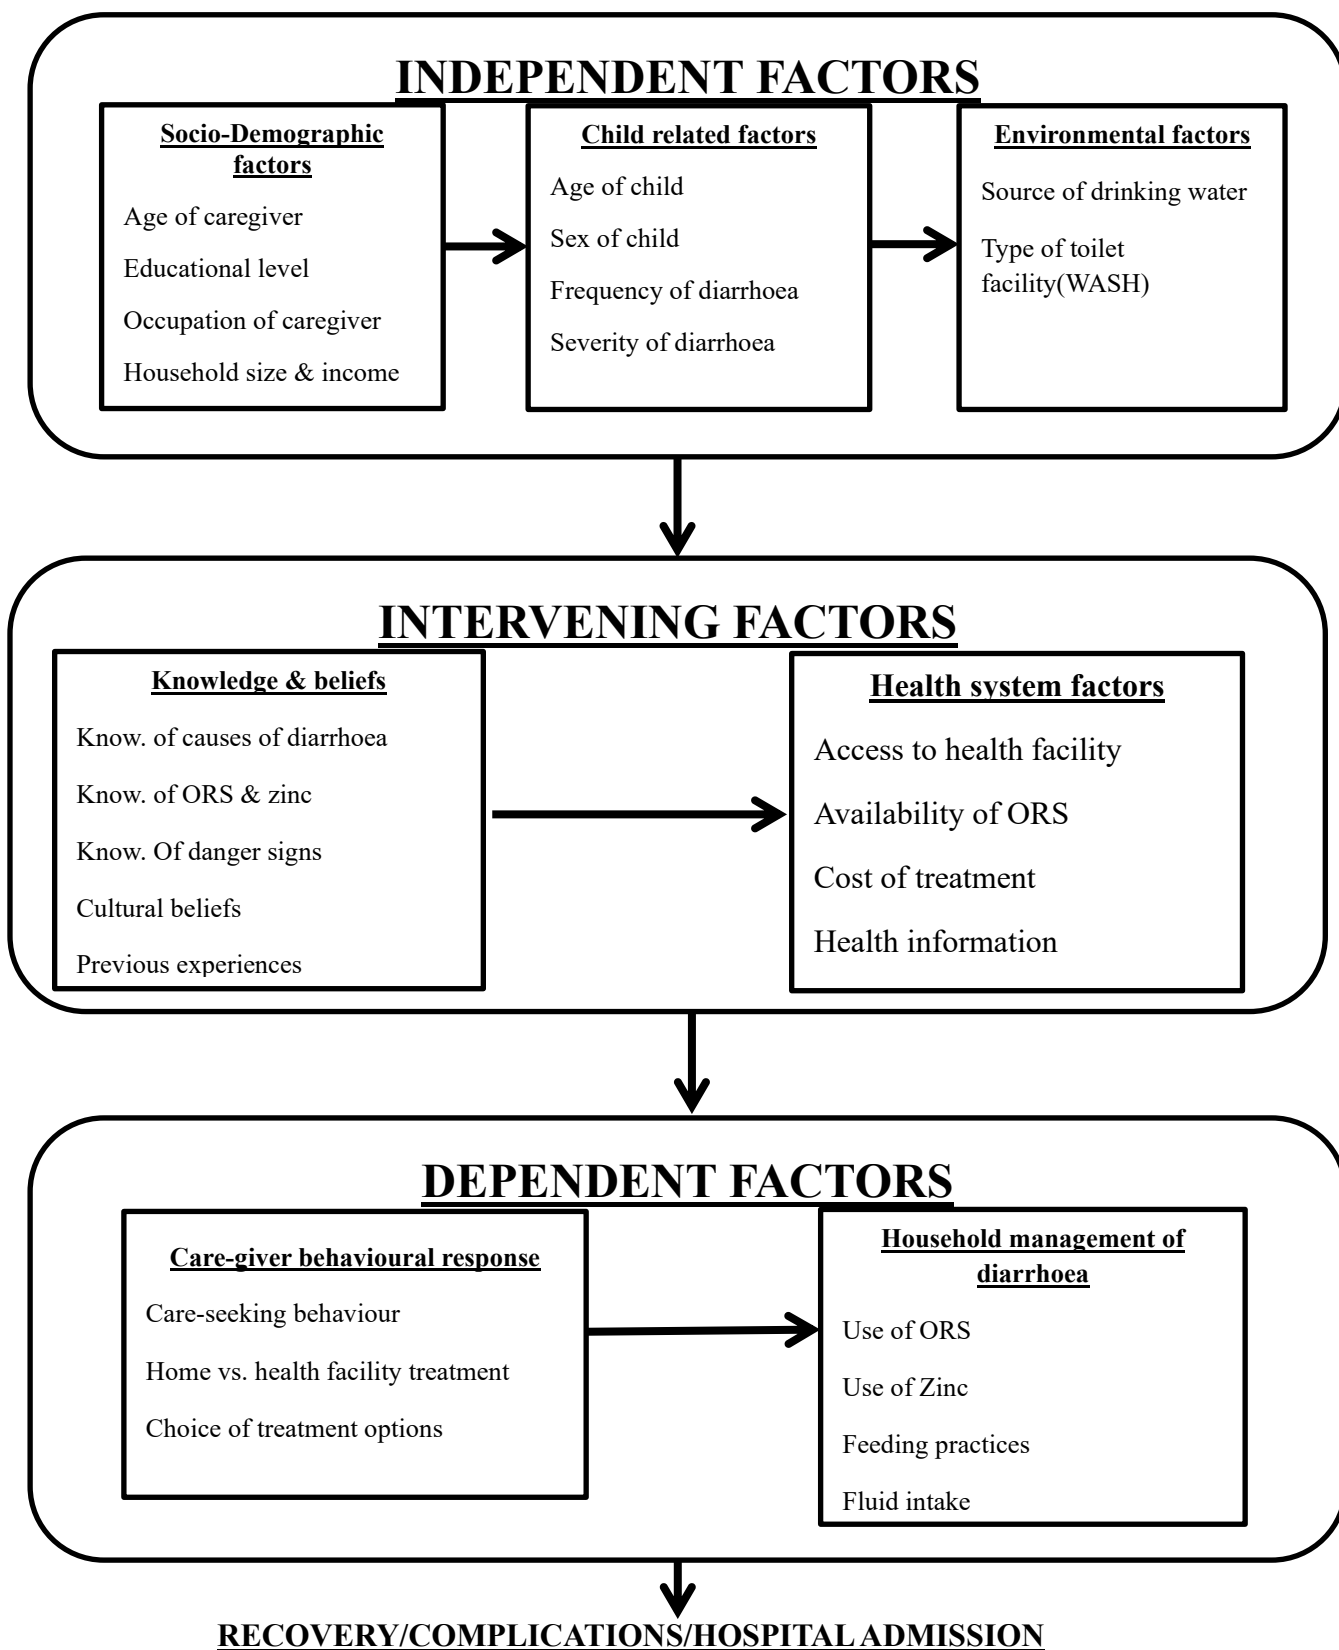 INDEPENDENT FACTORS
Socio-Demographic
factors
Age of caregiver
Educational level
Occupation of caregiver
Household size & income
Child related factors
Age of child
Sex of child
Frequency of diarrhoea
Severity of diarrhoea
Environmental factors
Source of drinking water
Type of toilet
facility(WASH)
INTERVENING FACTORS
Knowledge & beliefs
Know. of causes of diarrhoea
Know. of ORS & zinc
Know. Of danger signs
Cultural beliefs
Previous experiences
Health system factors
Access to health facility
Availability of ORS
Cost of treatment
Health information
DEPENDENT FACTORS
Care-giver behavioural response
Care-seeking behaviour
Home vs. health facility treatment
Choice of treatment options
Household management of
diarrhoea
Use of ORS
Use of Zinc
Feeding practices
Fluid intake
RECOVERY/COMPLICATIONS/HOSPITAL ADMISSION